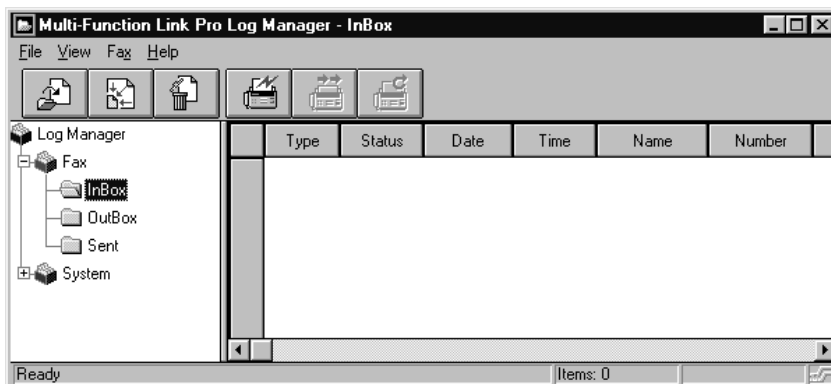 Multi-Function Link Pro Log Manager - InBox
File View Fax Help
Log Manager
Fax
InBox
OutBox
Sent
System
Type Status Date Time Name Number
Ready Items: 0